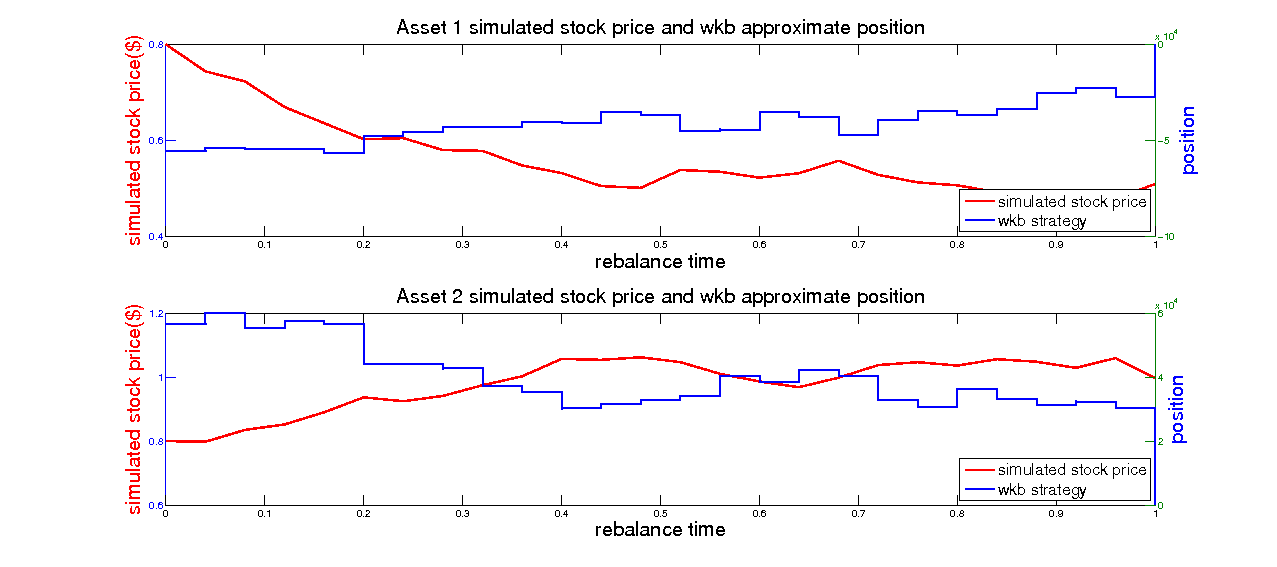 Asset 1 simulated stock price and wkb approximate position
simulated stock price($)
0.8
0.6
0.4
x 10^4
0
-5
-10
position
simulated stock price
wkb strategy
0 0.1 0.2 0.3 0.4 0.5 0.6 0.7 0.8 0.9 1
rebalance time
Asset 2 simulated stock price and wkb approximate position
simulated stock price($)
1.2
1
0.8
0.6
x 10^4
6
4
2
0
position
simulated stock price
wkb strategy
0 0.1 0.2 0.3 0.4 0.5 0.6 0.7 0.8 0.9 1
rebalance time